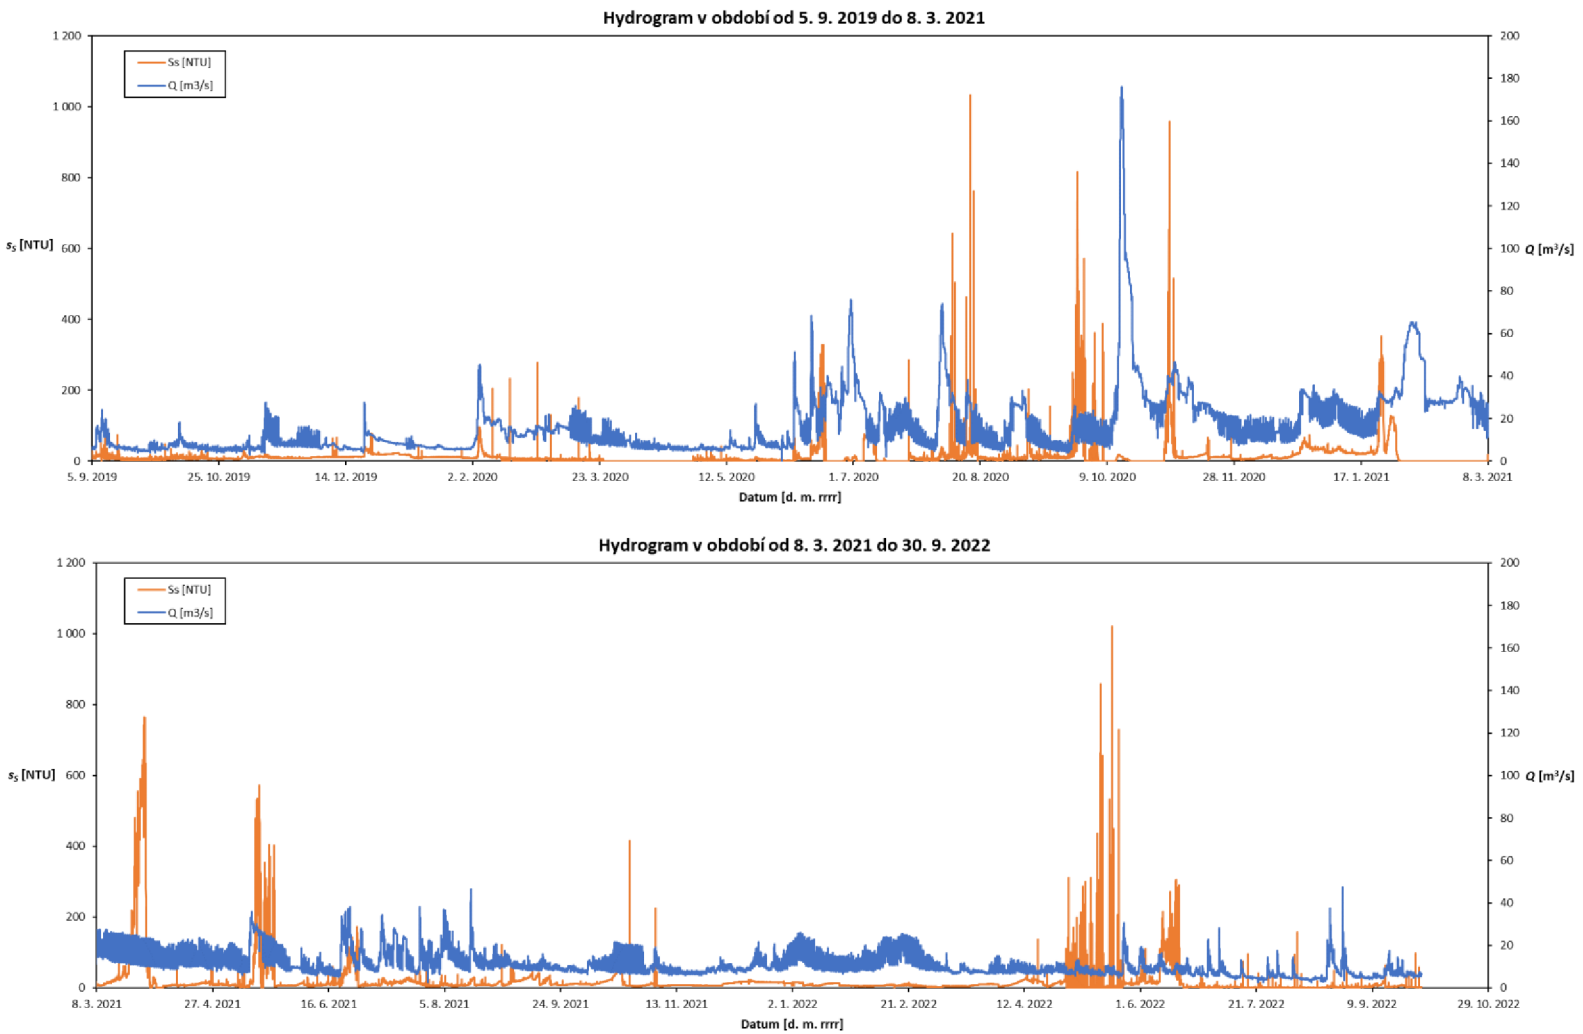 Hydrogram v období od 5. 9. 2019 do 8. 3. 2021
1 200
1 000
800
600
400
200
0
sS [NTU]
Ss [NTU]
Q [m3/s]
200
180
160
140
120
100
80
60
40
20
0
Q [m³/s]
5. 9. 2019 25. 10. 2019 14. 12. 2019 2. 2. 2020 23. 3. 2020 12. 5. 2020 1. 7. 2020 20. 8. 2020 9. 10. 2020 28. 11. 2020 17. 1. 2021 8. 3. 2021
Datum [d. m. rrrr]
Hydrogram v období od 8. 3. 2021 do 30. 9. 2022
1 200
1 000
800
600
400
200
0
sS [NTU]
Ss [NTU]
Q [m3/s]
200
180
160
140
120
100
80
60
40
20
0
Q [m³/s]
8. 3. 2021 27. 4. 2021 16. 6. 2021 5. 8. 2021 24. 9. 2021 13. 11. 2021 2. 1. 2022 21. 2. 2022 12. 4. 2022 1. 6. 2022 21. 7. 2022 9. 9. 2022 29. 10. 2022
Datum [d. m. rrrr]